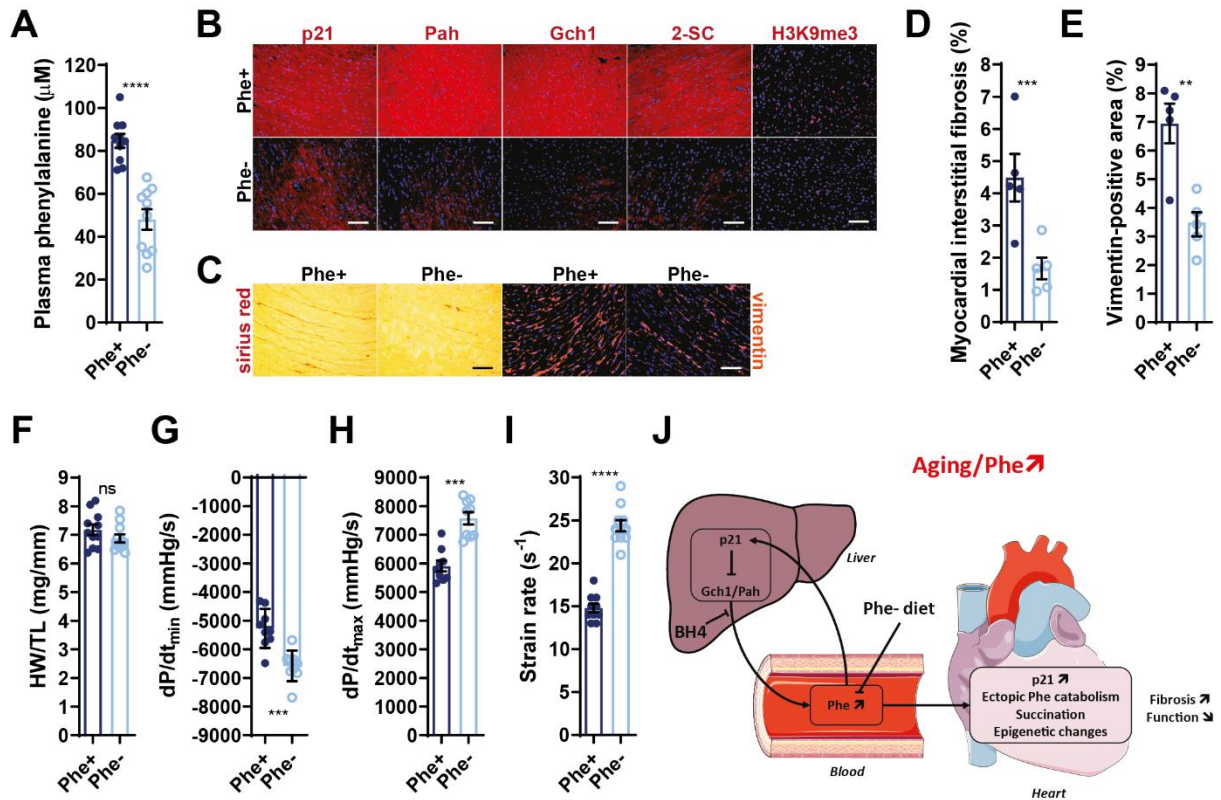 A
Plasma phenylalanine (µM)
120
100
80
60
40
20
0
****
Phe+
Phe-
B
p21 Pah Gch1 2-SC H3K9me3
Phe+
Phe-
C
Phe+ Phe- Phe+ Phe-
sirius red
vimentin
D
Myocardial interstitial fibrosis (%)
8
7
6
5
4
3
2
1
0
***
Phe+
Phe-
E
Vimentin-positive area (%)
9
8
7
6
5
4
3
2
1
0
**
Phe+
Phe-
F
HW/TL (mg/mm)
9
8
7
6
5
4
3
2
1
0
ns
Phe+
Phe-
G
dP/dtmin (mmHg/s)
0
-1000
-2000
-3000
-4000
-5000
-6000
-7000
-8000
-9000
***
Phe+
Phe-
H
dP/dtmax (mmHg/s)
9000
8000
7000
6000
5000
4000
3000
2000
1000
0
***
Phe+
Phe-
I
Strain rate (s-1)
30
25
20
15
10
5
0
****
Phe+
Phe-
J
Aging/Phe
p21
Liver
Gch1/Pah
BH4
Phe- diet
Phe
Blood
p21
Ectopic Phe catabolism
Succination
Epigenetic changes
Fibrosis
Function
Heart